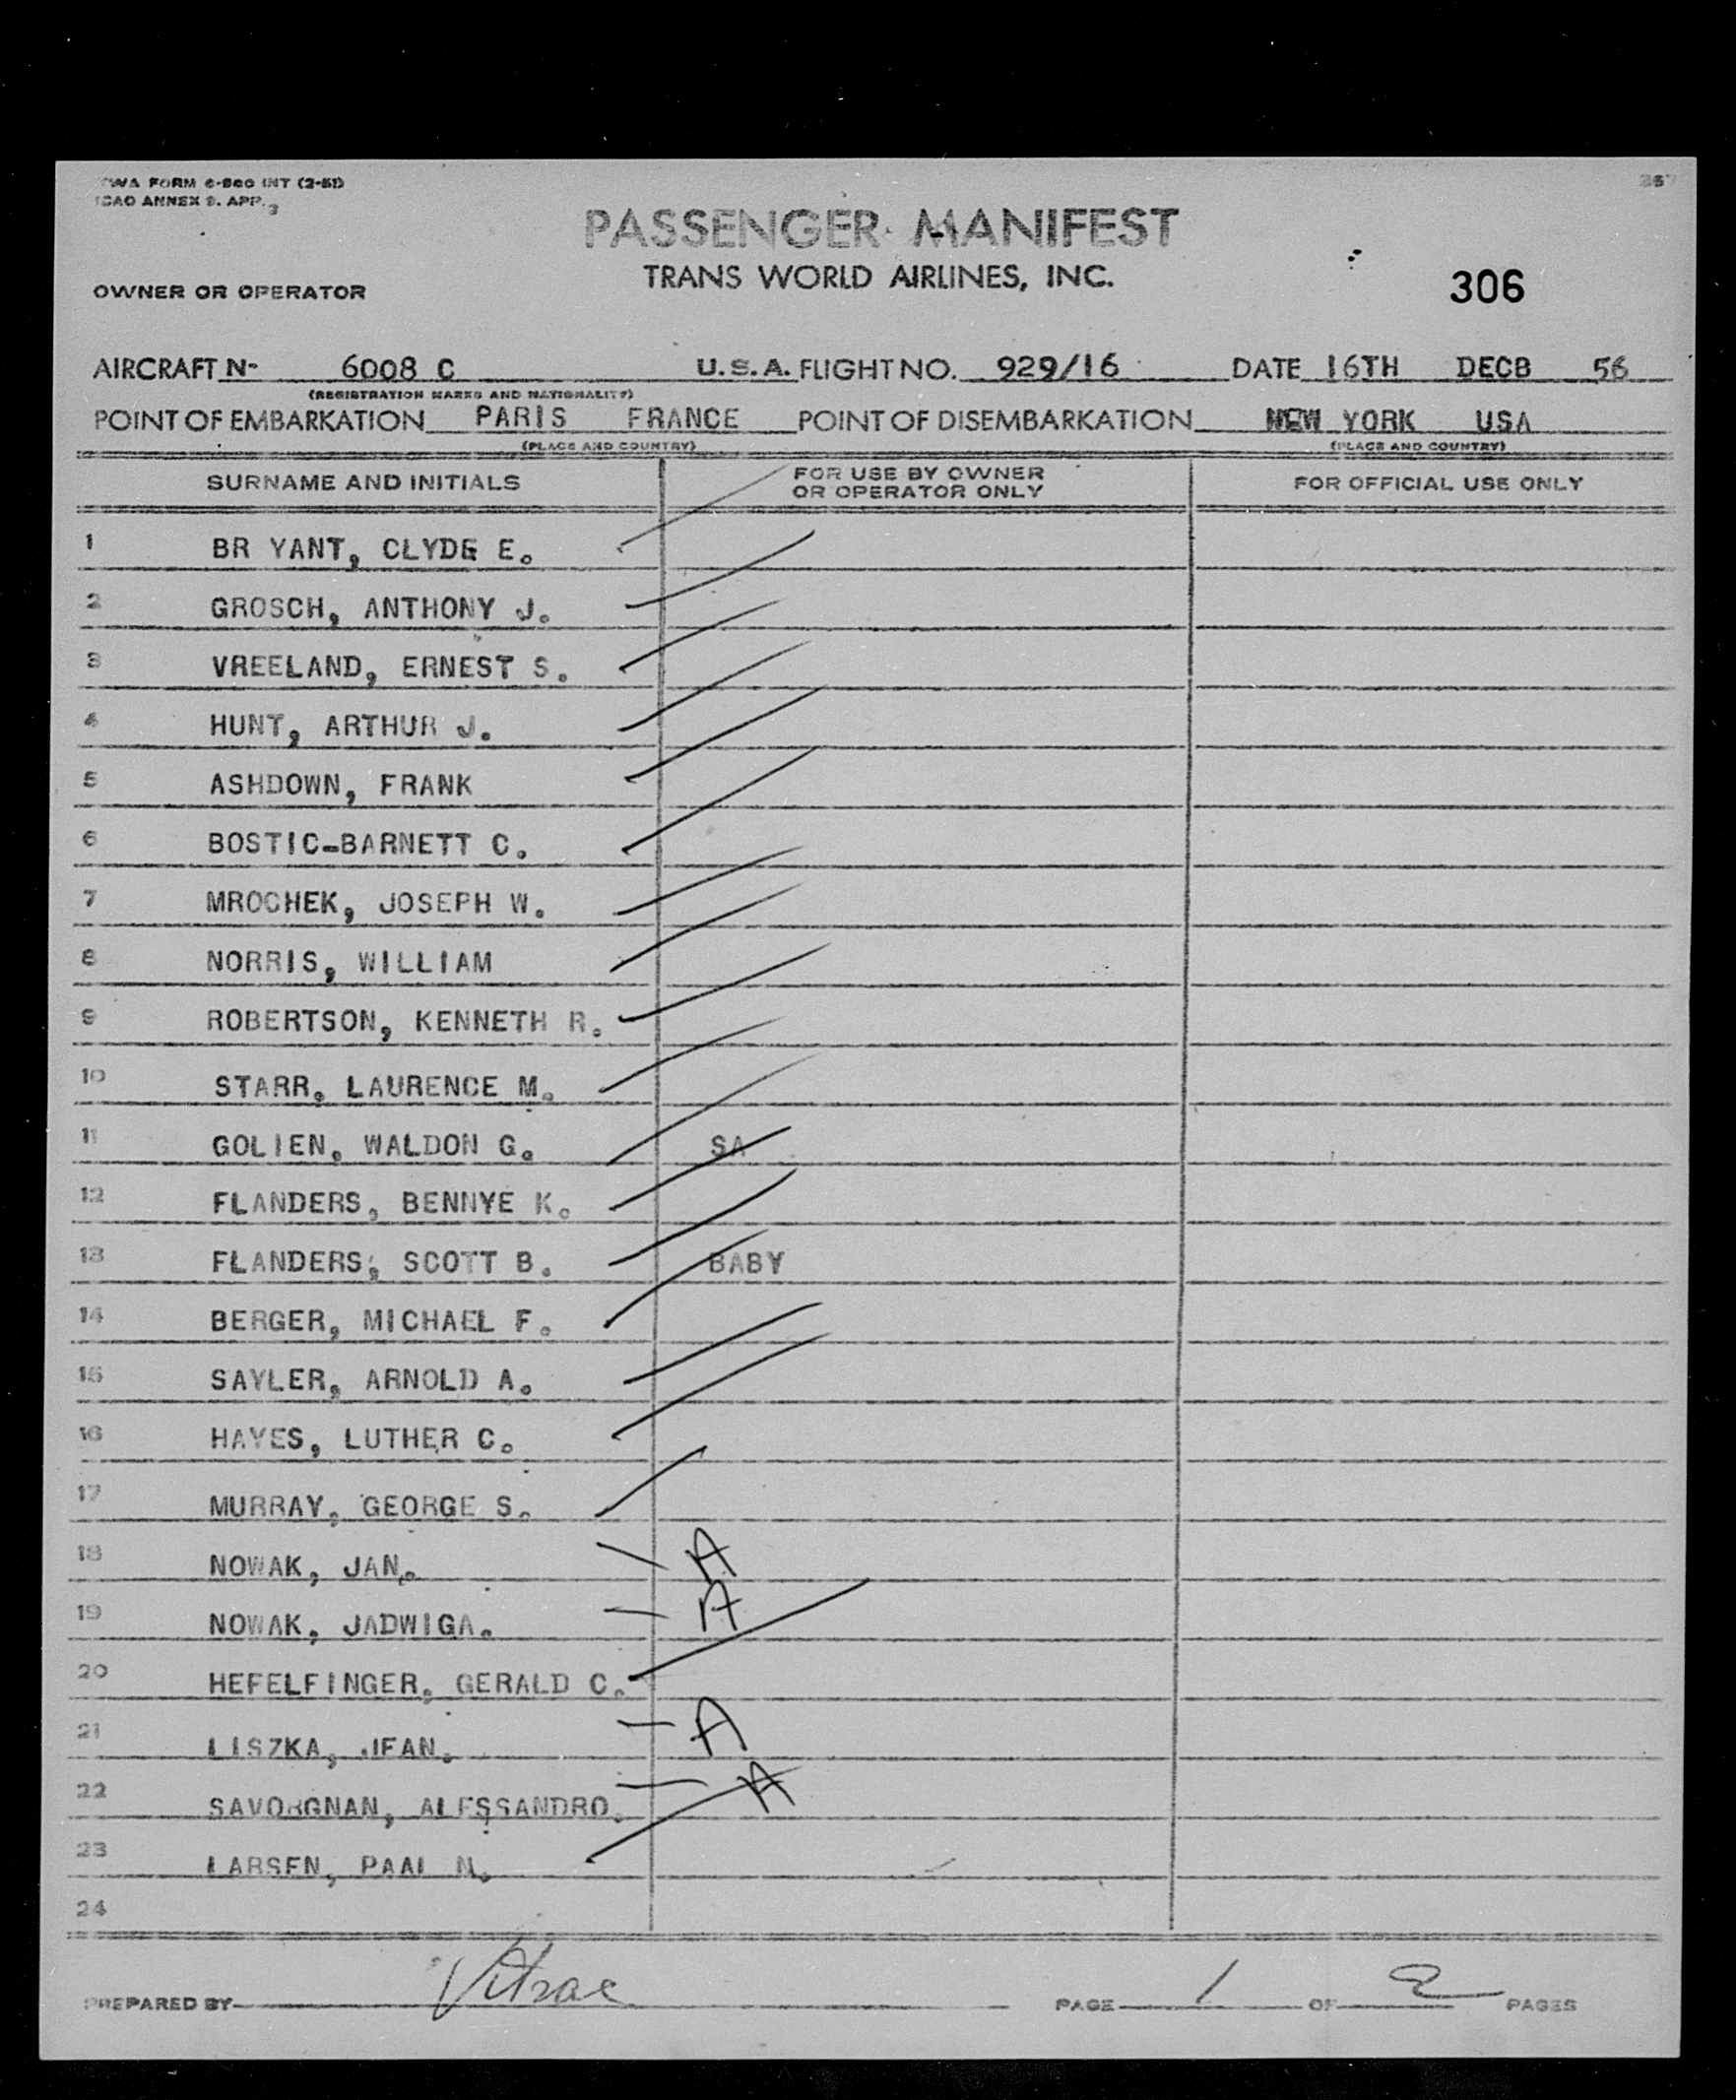 TWA FORM 6-860 INT (2-51)
ICAO ANNEX 9. APP. 3
PASSENGER MANIFEST
TRANS WORLD AIRLINES, INC.
306
OWNER OR OPERATOR
AIRCRAFT N- 6008 C U.S.A. FLIGHT NO. 929/16 DATE 16TH DECB 56
(REGISTRATION MARKS AND NATIONALITY)
POINT OF EMBARKATION PARIS FRANCE POINT OF DISEMBARKATION NEW YORK USA
(PLACE AND COUNTRY) (PLACE AND COUNTRY)
SURNAME AND INITIALS FOR USE BY OWNER OR OPERATOR ONLY FOR OFFICIAL USE ONLY
1 BR YANT, CLYDE E.
2 GROSCH, ANTHONY J.
3 VREELAND, ERNEST S.
4 HUNT, ARTHUR J.
5 ASHDOWN, FRANK
6 BOSTIC-BARNETT C.
7 MROCHEK, JOSEPH W.
8 NORRIS, WILLIAM
9 ROBERTSON, KENNETH R.
10 STARR, LAURENCE M.
11 GOLIEN, WALDON G. SA
12 FLANDERS, BENNYE K.
13 FLANDERS, SCOTT B. BABY
14 BERGER, MICHAEL F.
15 SAYLER, ARNOLD A.
16 HAYES, LUTHER C.
17 MURRAY, GEORGE S.
18 NOWAK, JAN. A
19 NOWAK, JADWIGA. A
20 HEFELFINGER, GERALD C.
21 LISZKA, JEAN. A
22 SAVORGNAN, ALESSANDRO. A
23 LARSEN, PAAL N.
24
PREPARED BY Vitrac PAGE 1 OF 2 PAGES